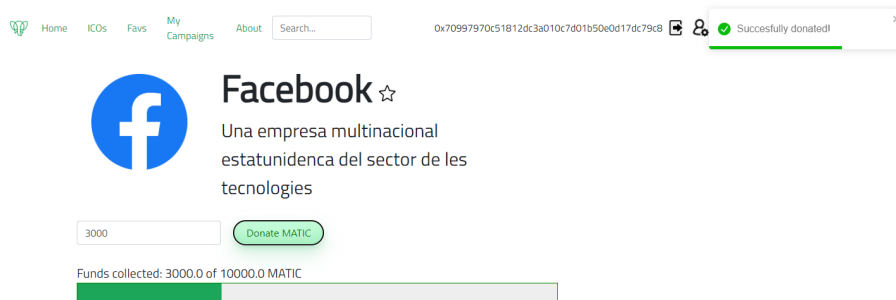 Home
ICOs
Favs
My
Campaigns
About
Search...
0x70997970c51812dc3a010c7d01b50e0d17dc79c8
Succesfully donated!
Facebook
Una empresa multinacional
estatunidenca del sector de les
tecnologies
3000
Donate MATIC
Funds collected: 3000.0 of 10000.0 MATIC